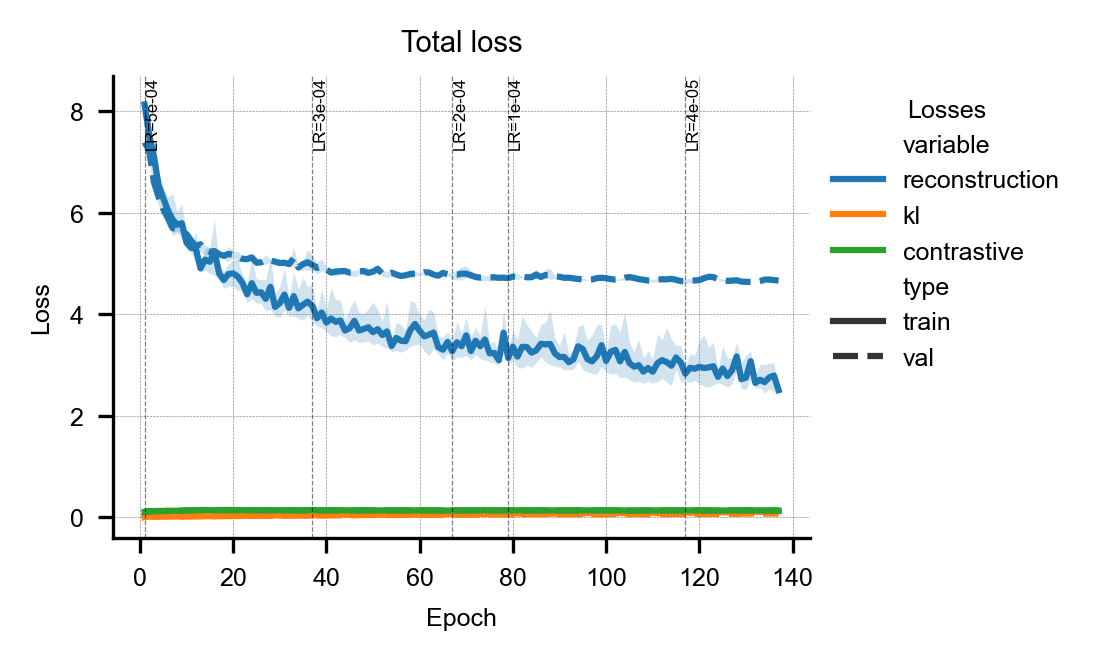 Total loss
LR=5e-04
LR=3e-04
LR=2e-04
LR=1e-04
LR=4e-05
8
6
4
2
0
Loss
0 20 40 60 80 100 120 140
Epoch
Losses
variable
reconstruction
kl
contrastive
type
train
val